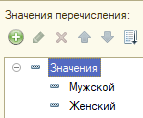 Значения перечисления:
Значения
Мужской
Женский